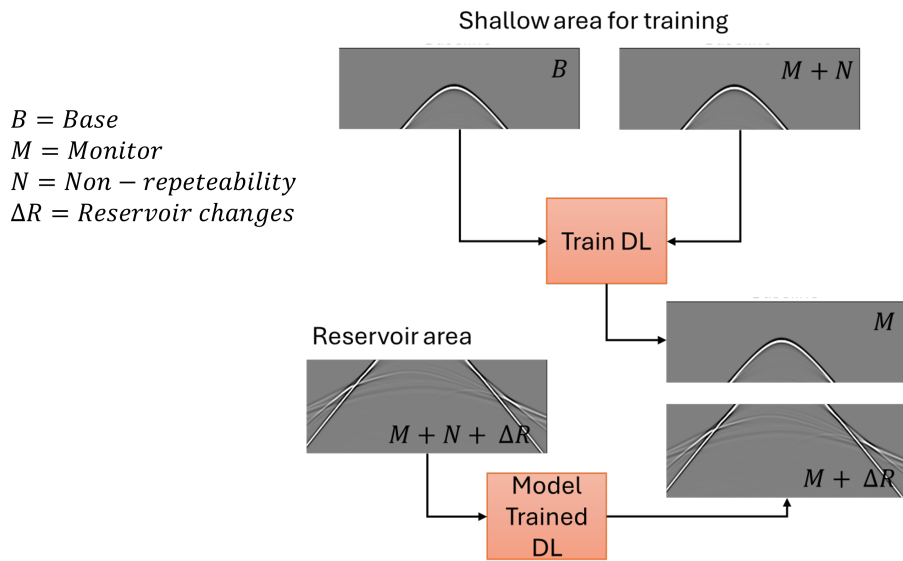 Shallow area for training
B
M + N
B = Base
M = Monitor
N = Non − repeteability
ΔR = Reservoir changes
Train DL
M
Reservoir area
M + N + ΔR
M + ΔR
Model
Trained
DL